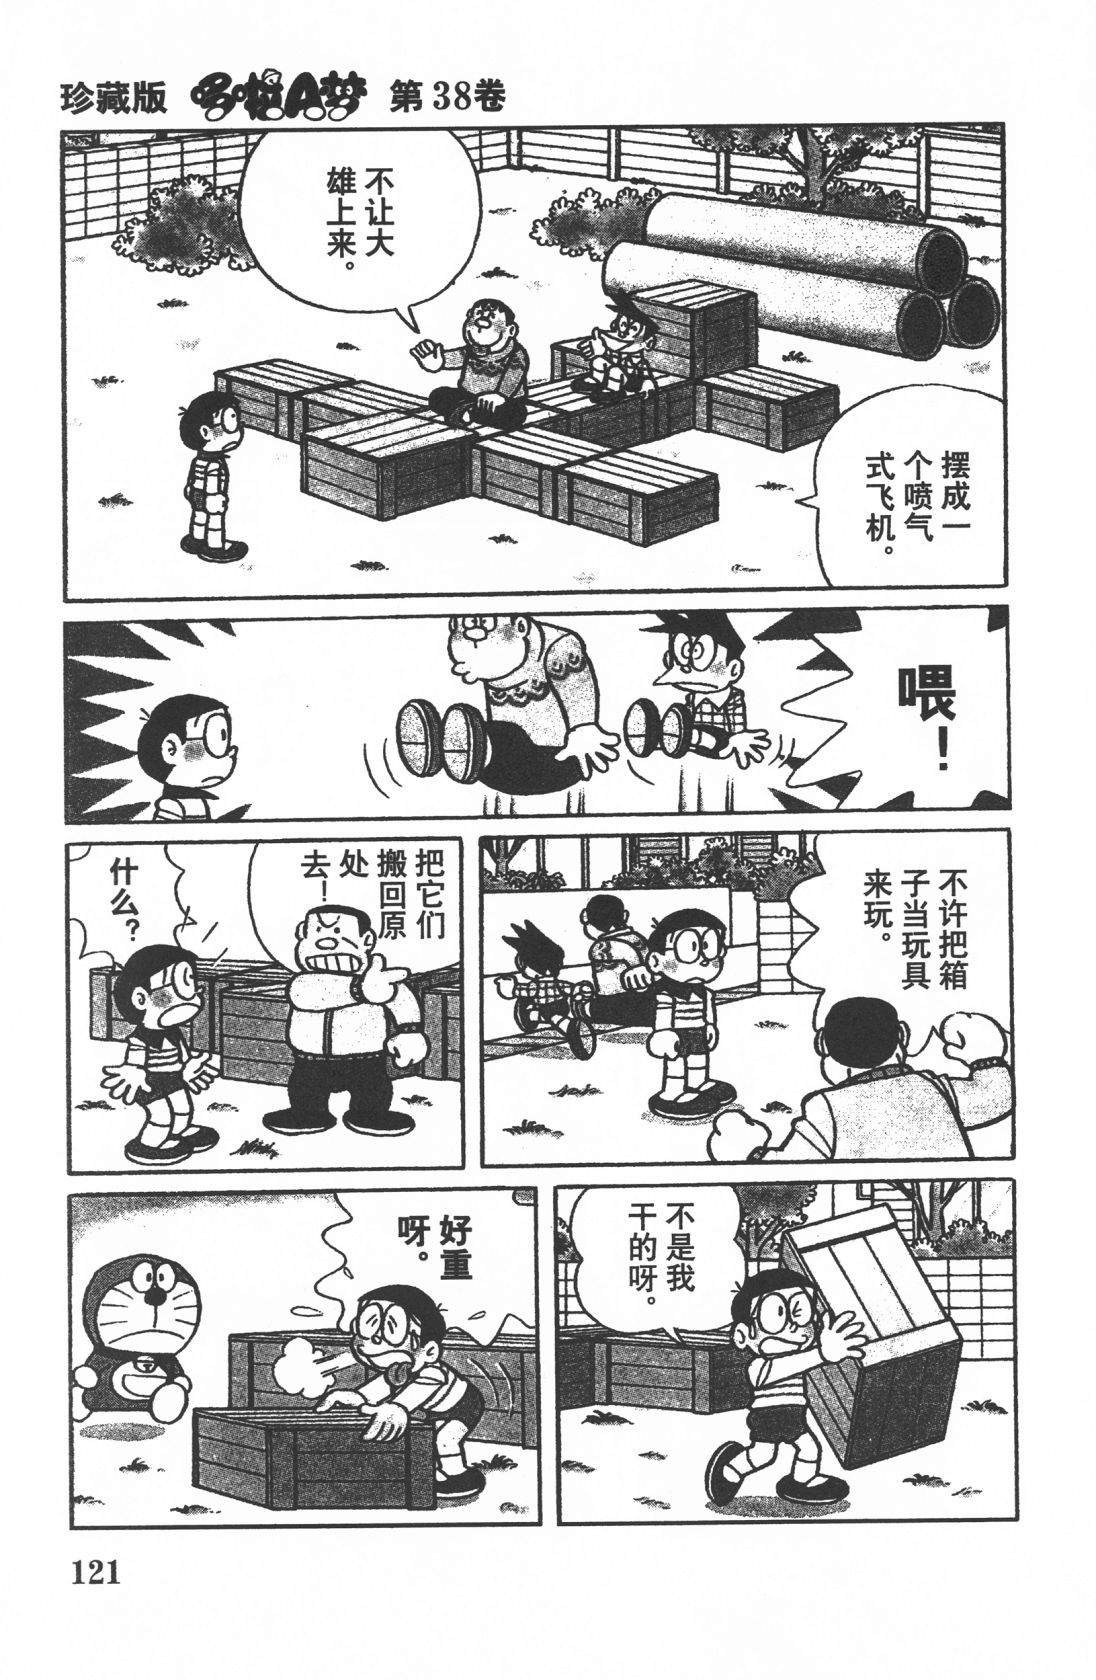 珍藏版 哆啦A梦 第38卷
摆成一
个喷气
式飞机。
不让大
雄上来。
喂！
不许把箱
子当玩具
来玩。
把它们
搬回原
处
去！
什么？
不是我
干的呀。
好重
呀。
121